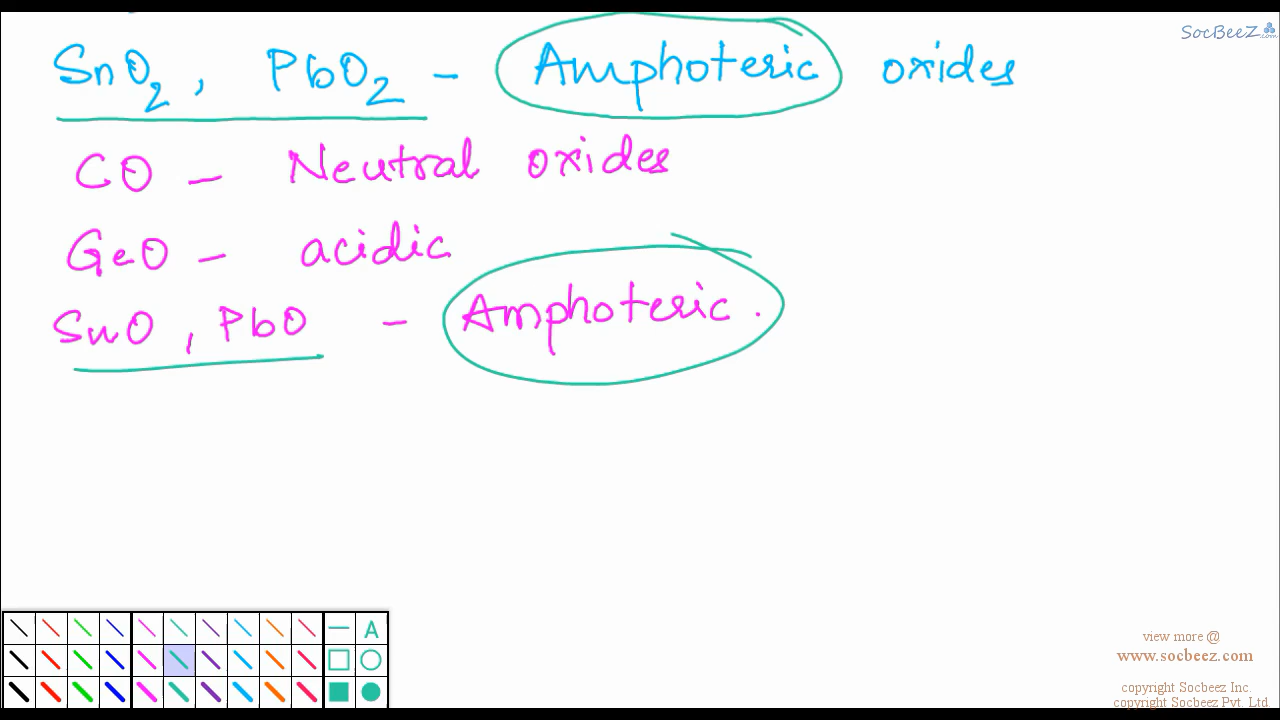 SocBeeZ.com
SnO2, PbO2 - Amphoteric oxides
CO - Neutral oxides
GeO - acidic
SnO, PbO - Amphoteric.
A
view more @
www.socbeez.com
copyright Socbeez Inc.
copyright Socbeez Pvt. Ltd.